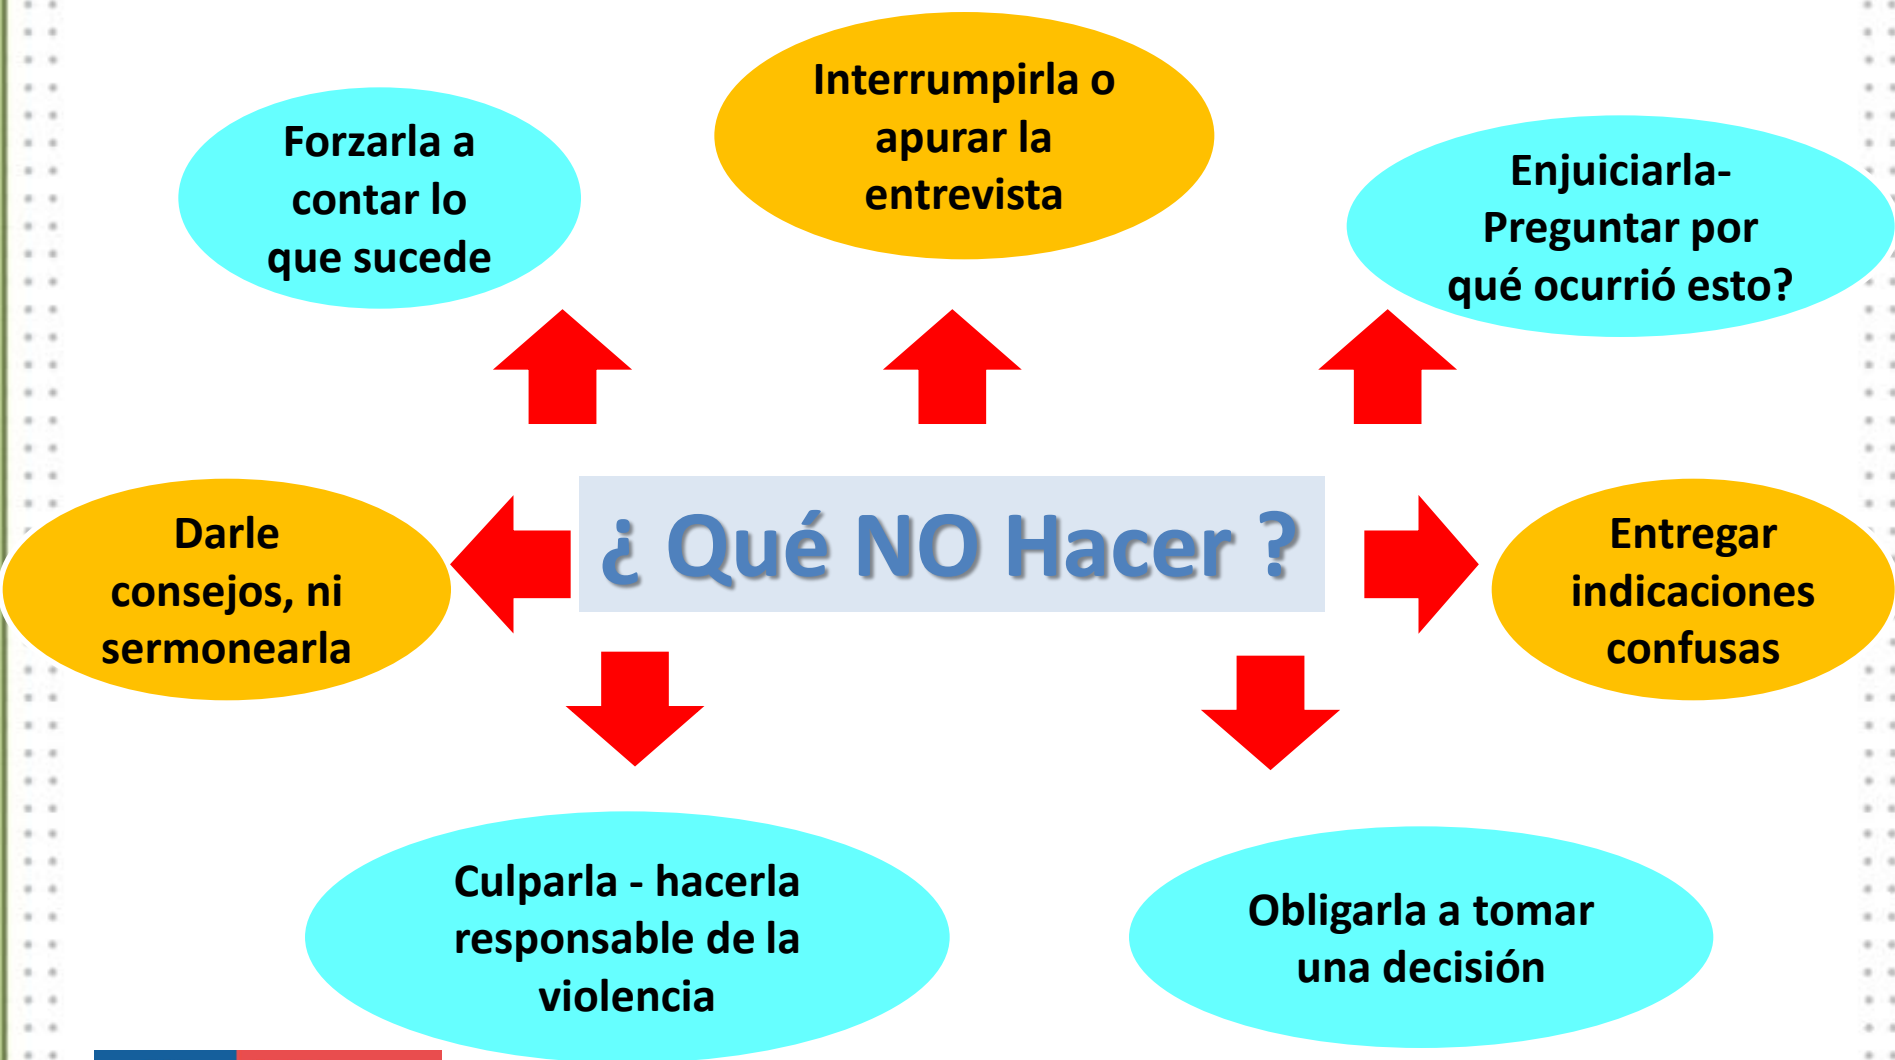 Interrumpirla o
apurar la
entrevista
Forzarla a
contar lo
que sucede
Enjuiciarla-
Preguntar por
qué ocurrió esto?
¿ Qué NO Hacer ?
Darle
consejos, ni
sermonearla
Entregar
indicaciones
confusas
Culparla - hacerla
responsable de la
violencia
Obligarla a tomar
una decisión